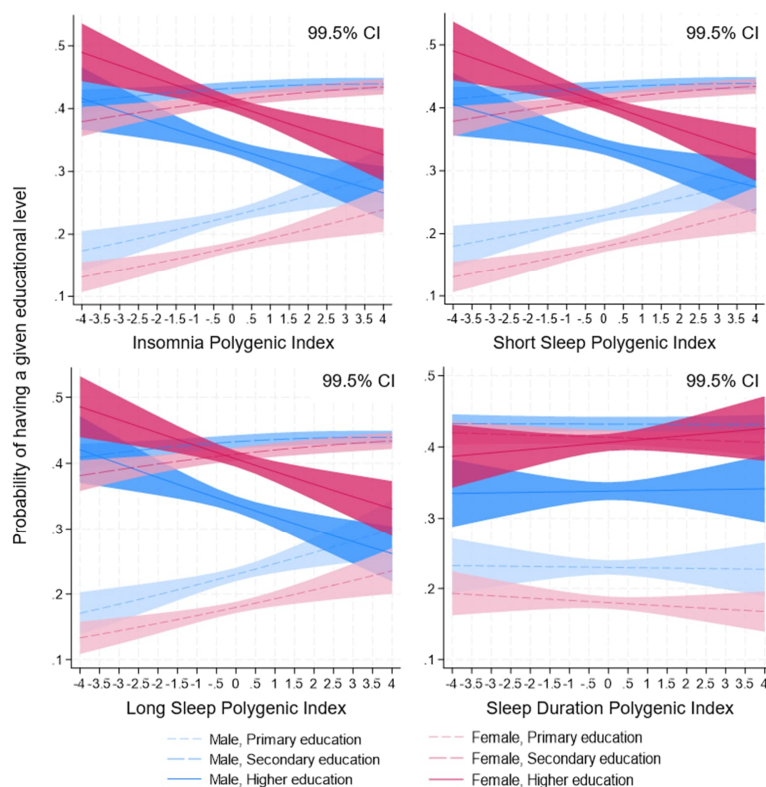 Probability of having a given educational level
99.5% CI
.5
.4
.3
.2
.1
-4 -3.5 -3 -2.5 -2 -1.5 -1 -.5 0 .5 1 1.5 2 2.5 3 3.5 4
Insomnia Polygenic Index
99.5% CI
.5
.4
.3
.2
.1
-4 -3.5 -3 -2.5 -2 -1.5 -1 -.5 0 .5 1 1.5 2 2.5 3 3.5 4
Short Sleep Polygenic Index
99.5% CI
.5
.4
.3
.2
.1
-4 -3.5 -3 -2.5 -2 -1.5 -1 -.5 0 .5 1 1.5 2 2.5 3 3.5 4
Long Sleep Polygenic Index
99.5% CI
.5
.4
.3
.2
.1
-4 -3.5 -3 -2.5 -2 -1.5 -1 -.5 0 .5 1 1.5 2 2.5 3 3.5 4
Sleep Duration Polygenic Index
Male, Primary education
Male, Secondary education
Male, Higher education
Female, Primary education
Female, Secondary education
Female, Higher education